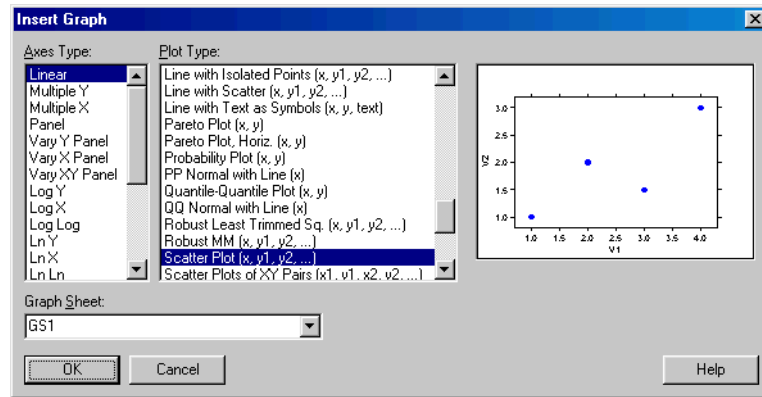 Insert Graph
Axes Type:
Linear
Multiple Y
Multiple X
Panel
Vary Y Panel
Vary X Panel
Vary XY Panel
Log Y
Log X
Log Log
Ln Y
Ln X
Ln Ln
Plot Type:
Line with Isolated Points (x, y1, y2, ...)
Line with Scatter (x, y1, y2, ...)
Line with Text as Symbols (x, y, text)
Pareto Plot (x, y)
Pareto Plot, Horiz. (x, y)
Probability Plot (x, y)
PP Normal with Line (x)
Quantile-Quantile Plot (x, y)
QQ Normal with Line (x)
Robust Least Trimmed Sq. (x, y1, y2, ...)
Robust MM (x, y1, y2, ...)
Scatter Plot (x, y1, y2, ...)
Scatter Plots of XY Pairs (x1, y1, x2, y2, ...)
3.0
2.5
2.0
1.5
1.0
V2
1.0 1.5 2.0 2.5 3.0 3.5 4.0
V1
Graph Sheet:
GS1
OK
Cancel
Help